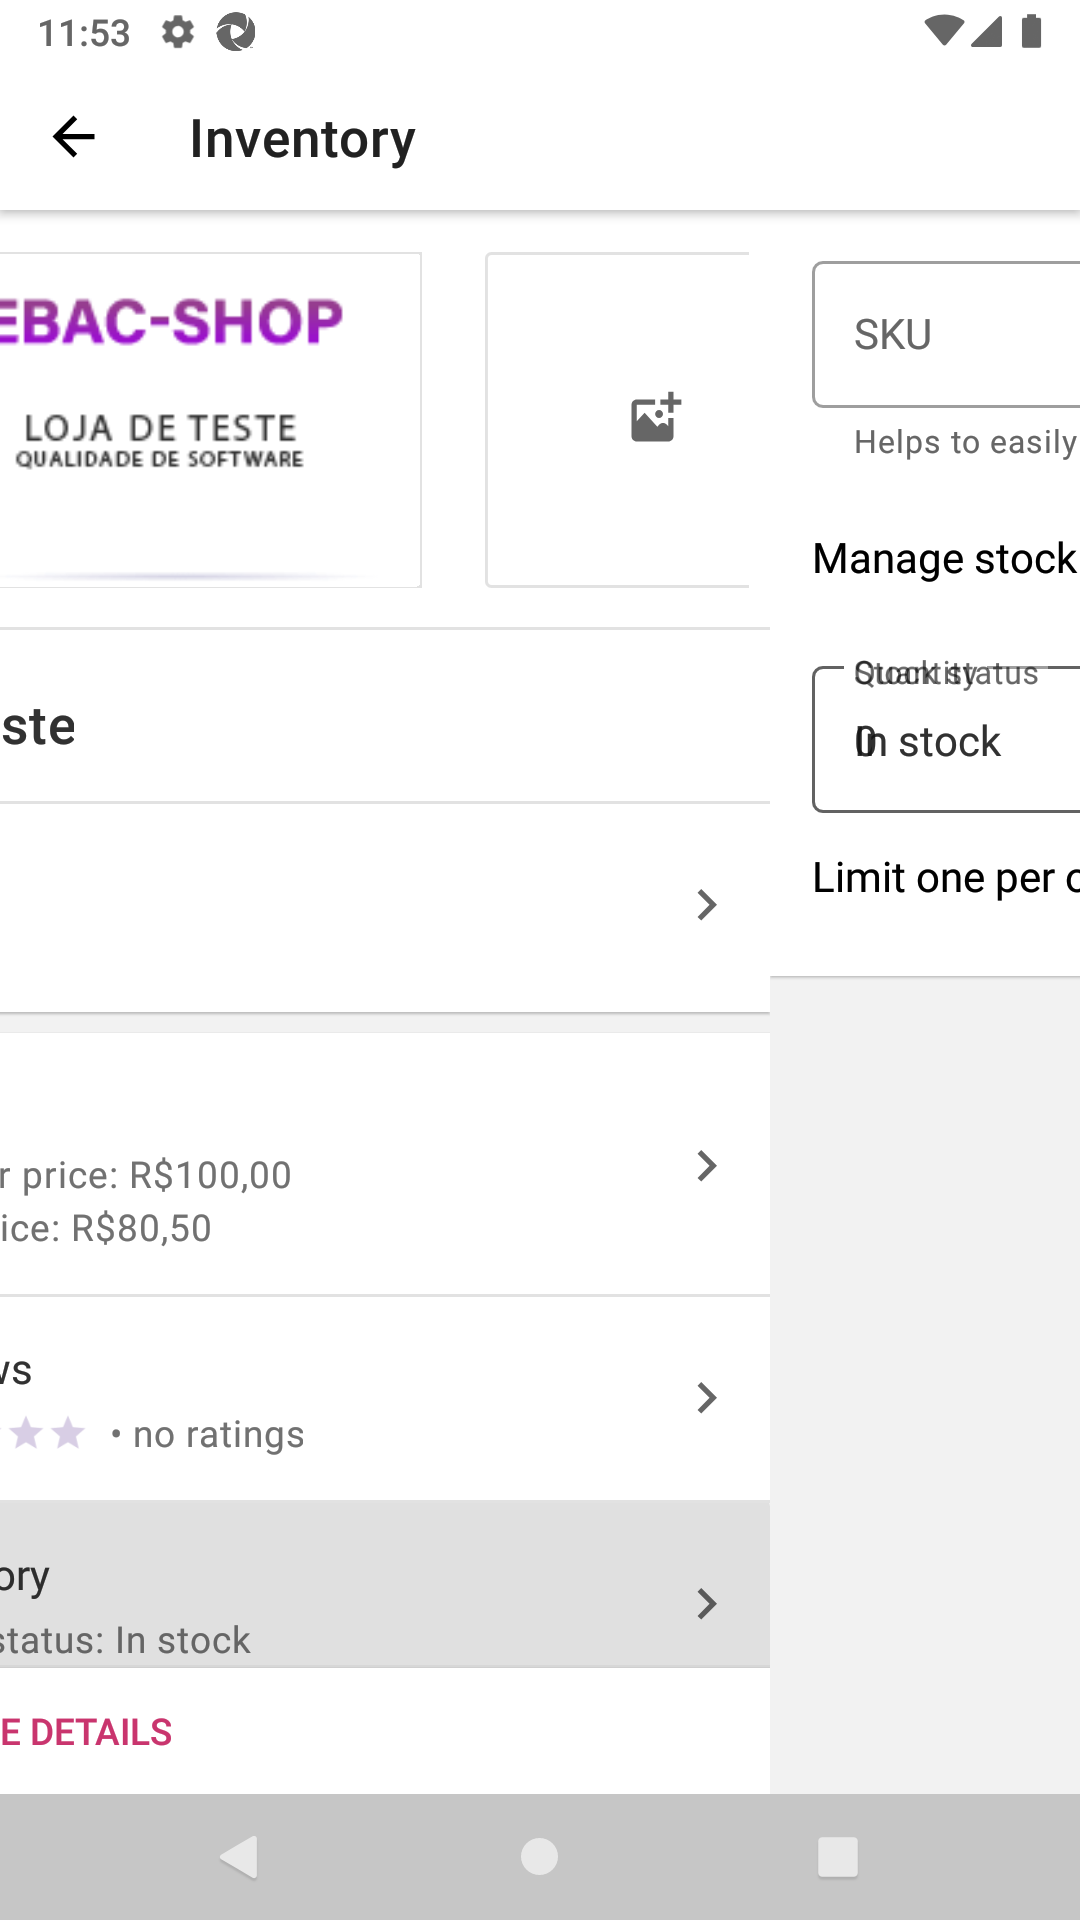 11:53
Inventory
EBAC-SHOP
LOJA DE TESTE
QUALIDADE DE SOFTWARE
SKU
Helps to easily
Manage stock
Quantity
Stock status
0
In stock
ste
Limit one per o
r price: R$100,00
ice: R$80,50
ws
• no ratings
ory
status: In stock
E DETAILS